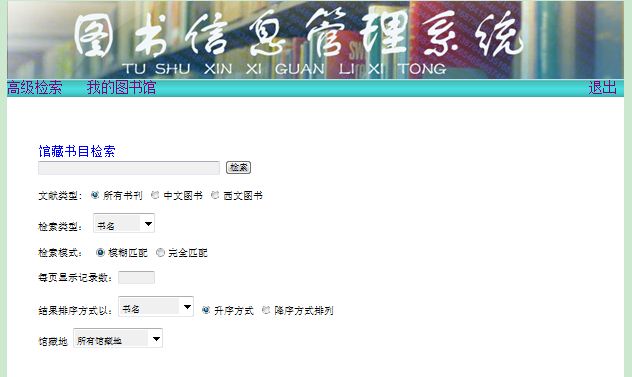 图书信息管理系统
TU SHU XIN XI GUAN LI XI TONG
高级检索 我的图书馆 退出
馆藏书目检索
检索
文献类型: 所有书刊 中文图书 西文图书
检索类型: 书名
检索模式: 模糊匹配 完全匹配
每页显示记录数:
结果排序方式以: 书名 升序方式 降序方式排列
馆藏地 所有馆藏地